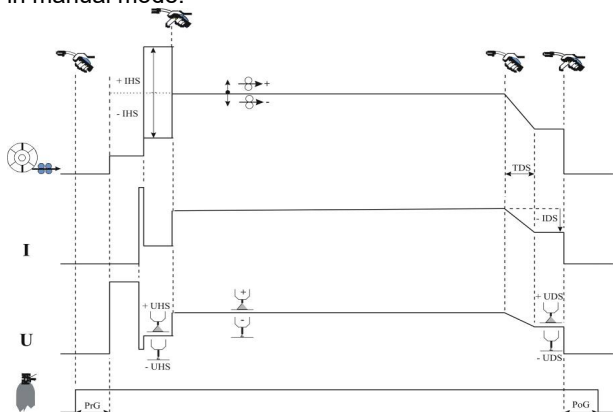 in manual mode.
+ IHS
- IHS
+
-
TDS
I
- IDS
+ UHS
+
-
- UHS
+ UDS
- UDS
U
PrG
PoG